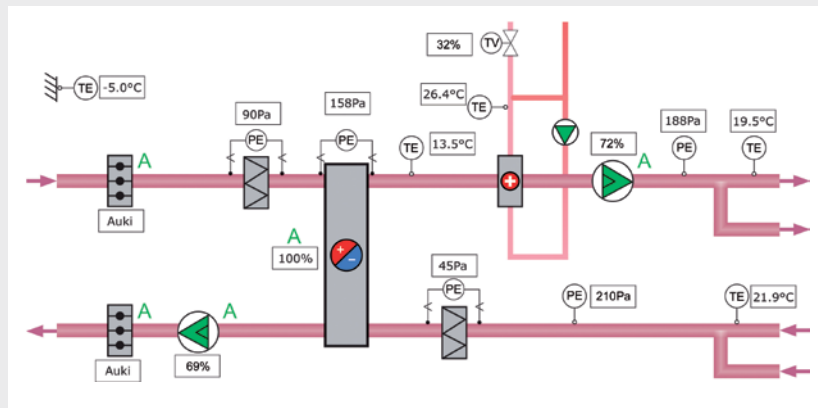 32%
TV
TE
-5.0°C
26.4°C
TE
90Pa
158Pa
188Pa
19.5°C
PE
PE
TE
13.5°C
72%
PE
TE
A
A
Auki
A
100%
45Pa
PE
PE
210Pa
TE
21.9°C
A
A
69%
Auki